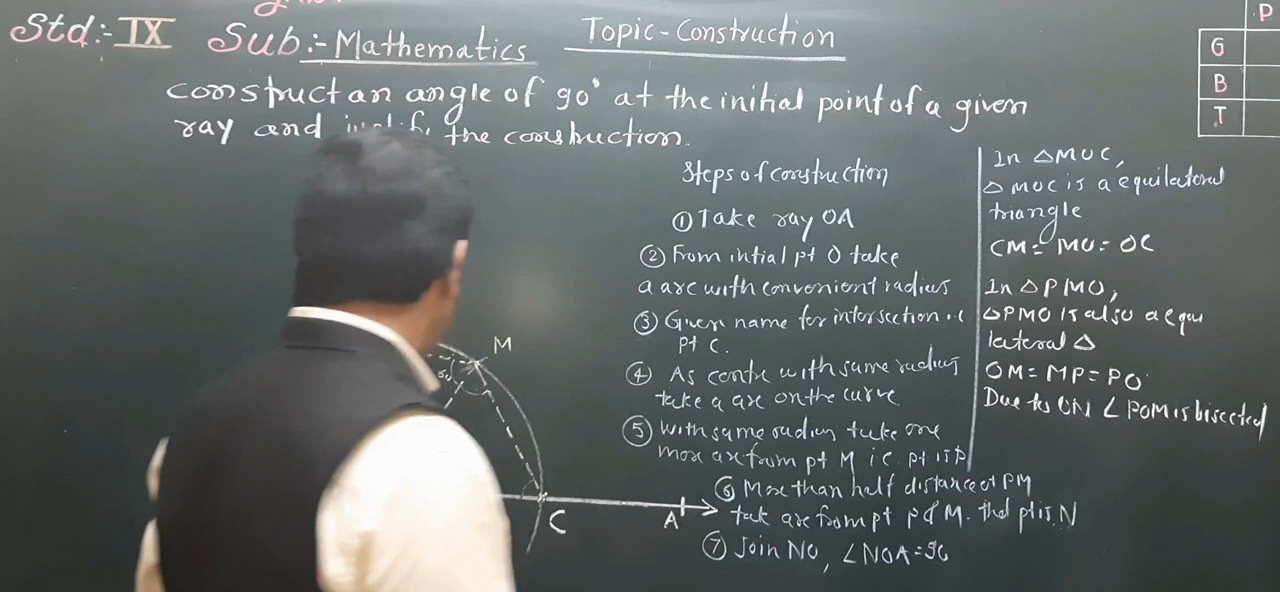 Std:- IX Sub:- Mathematics Topic - Construction
P
G
B
T
construct an angle of 90° at the initial point of a given
ray and the construction.
Steps of construction
① Take ray OA
② From intial pt O take
a arc with convenient radius
③ Given name for intersection i.e
pt C.
④ As centre with same radius
take a arc on the curve
⑤ With same radius take one
more arc from pt M i.e. pt is P
⑥ More than half distance of PM
tak arc from pt P & M. that pt is N
⑦ Join NO, ∠NOA =
In △MOC,
△ MOC is a equilateral
triangle
CM = MO = OC
In △PMO,
△PMO is also a equi
lateral △
OM = MP = PO
Due to ON ∠POM is bisected
M
C
A